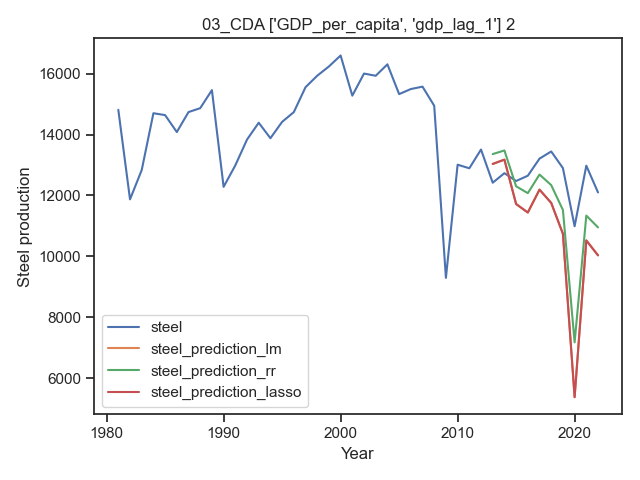 03_CDA ['GDP_per_capita', 'gdp_lag_1'] 2
16000
14000
12000
10000
8000
6000
Steel production
steel
steel_prediction_lm
steel_prediction_rr
steel_prediction_lasso
1980
1990
2000
2010
2020
Year